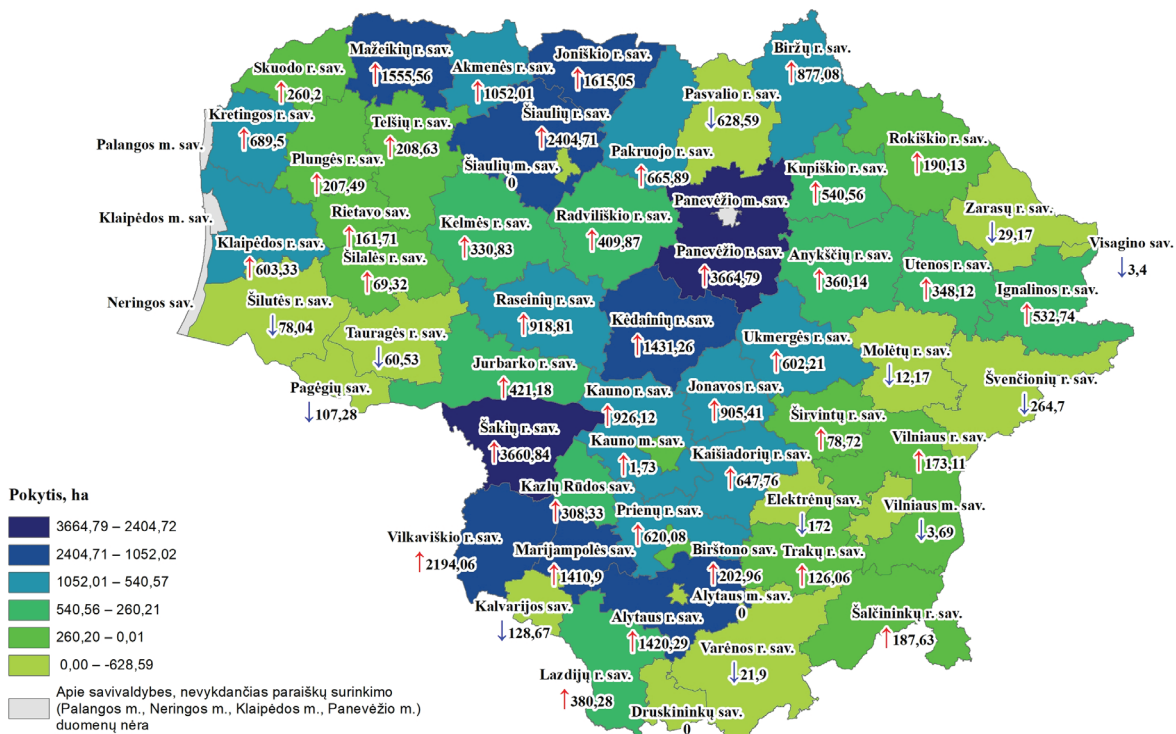 Mažeikių r. sav.
↑1555,56
Akmenės r. sav.
↑1052,01
Joniškio r. sav.
↑1615,05
Biržų r. sav.
↑877,08
Skuodo r. sav.
↑260,2
Pasvalio r. sav.
↓628,59
Kretingos r. sav.
↑689,5
Telšių r. sav.
↑208,63
Šiaulių r. sav.
↑2404,71
Palangos m. sav.
Plungės r. sav.
↑207,49
Šiaulių m. sav.
0
Pakruojo r. sav.
↑665,89
Kupiškio r. sav.
↑540,56
Rokiškio r. sav.
↑190,13
Panevėžio m. sav.
Klaipėdos m. sav.
Rietavo sav.
↑161,71
Kelmės r. sav.
↑330,83
Radviliškio r. sav.
↑409,87
Zarasų r. sav.
↓29,17
Klaipėdos r. sav.
↑603,33
Šilalės r. sav.
↑69,32
Panevėžio r. sav.
↑3664,79
Anykščių r. sav.
↑360,14
Utenos r. sav.
↑348,12
Visagino sav.
↓3,4
Neringos sav.
Šilutės r. sav.
↓78,04
Raseinių r. sav.
↑918,81
Kėdainių r. sav.
↑1431,26
Ignalinos r. sav.
↑532,74
Tauragės r. sav.
↓60,53
Ukmergės r. sav.
↑602,21
Molėtų r. sav.
↓12,17
Jurbarko r. sav.
↑421,18
Pagėgių sav.
↓107,28
Kauno r. sav.
↑926,12
Jonavos r. sav.
↑905,41
Švenčionių r. sav.
↓264,7
Širvintų r. sav.
↑78,72
Šakių r. sav.
↑3660,84
Kauno m. sav.
↑1,73
Kaišiadorių r. sav.
↑647,76
Vilniaus r. sav.
↑173,11
Kazlų Rūdos sav.
↑308,33
Elektrėnų sav.
↓172
Vilniaus m. sav.
↓3,69
Prienų r. sav.
↑620,08
Vilkaviškio r. sav.
↑2194,06
Marijampolės sav.
↑1410,9
Birštono sav.
↑202,96
Trakų r. sav.
↑126,06
Kalvarijos sav.
↓128,67
Alytaus m. sav.
0
Alytaus r. sav.
↑1420,29
Šalčininkų r. sav.
↑187,63
Varėnos r. sav.
↓21,9
Lazdijų r. sav.
↑380,28
Druskininkų sav.
0
Pokytis, ha
3664,79 – 2404,72
2404,71 – 1052,02
1052,01 – 540,57
540,56 – 260,21
260,20 – 0,01
0,00 – -628,59
Apie savivaldybes, nevykdančias paraiškų surinkimo
(Palangos m., Neringos m., Klaipėdos m., Panevėžio m.)
duomenų nėra